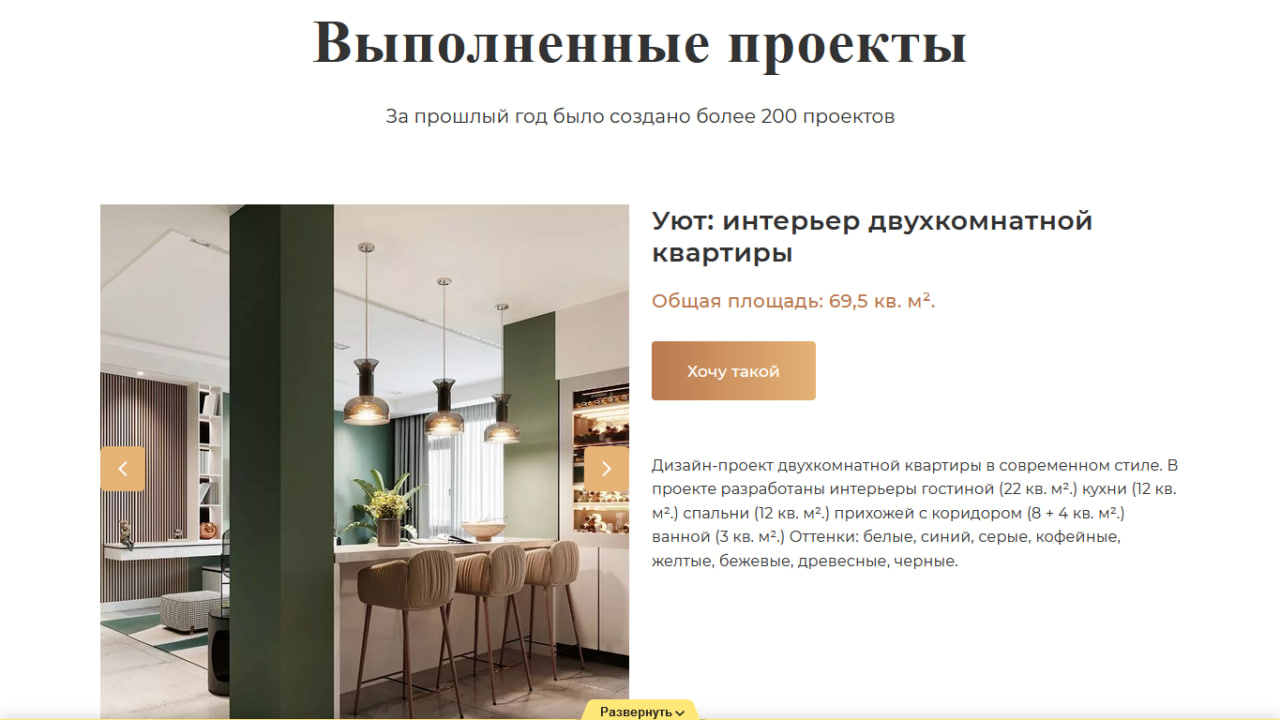 Выполненные проекты
За прошлый год было создано более 200 проектов
Уют: интерьер двухкомнатной
квартиры
Общая площадь: 69,5 кв. м².
Хочу такой
Дизайн-проект двухкомнатной квартиры в современном стиле. В
проекте разработаны интерьеры гостиной (22 кв. м².) кухни (12 кв.
м².) спальни (12 кв. м².) прихожей с коридором (8 + 4 кв. м².)
ванной (3 кв. м².) Оттенки: белые, синий, серые, кофейные,
желтые, бежевые, древесные, черные.
Развернуть